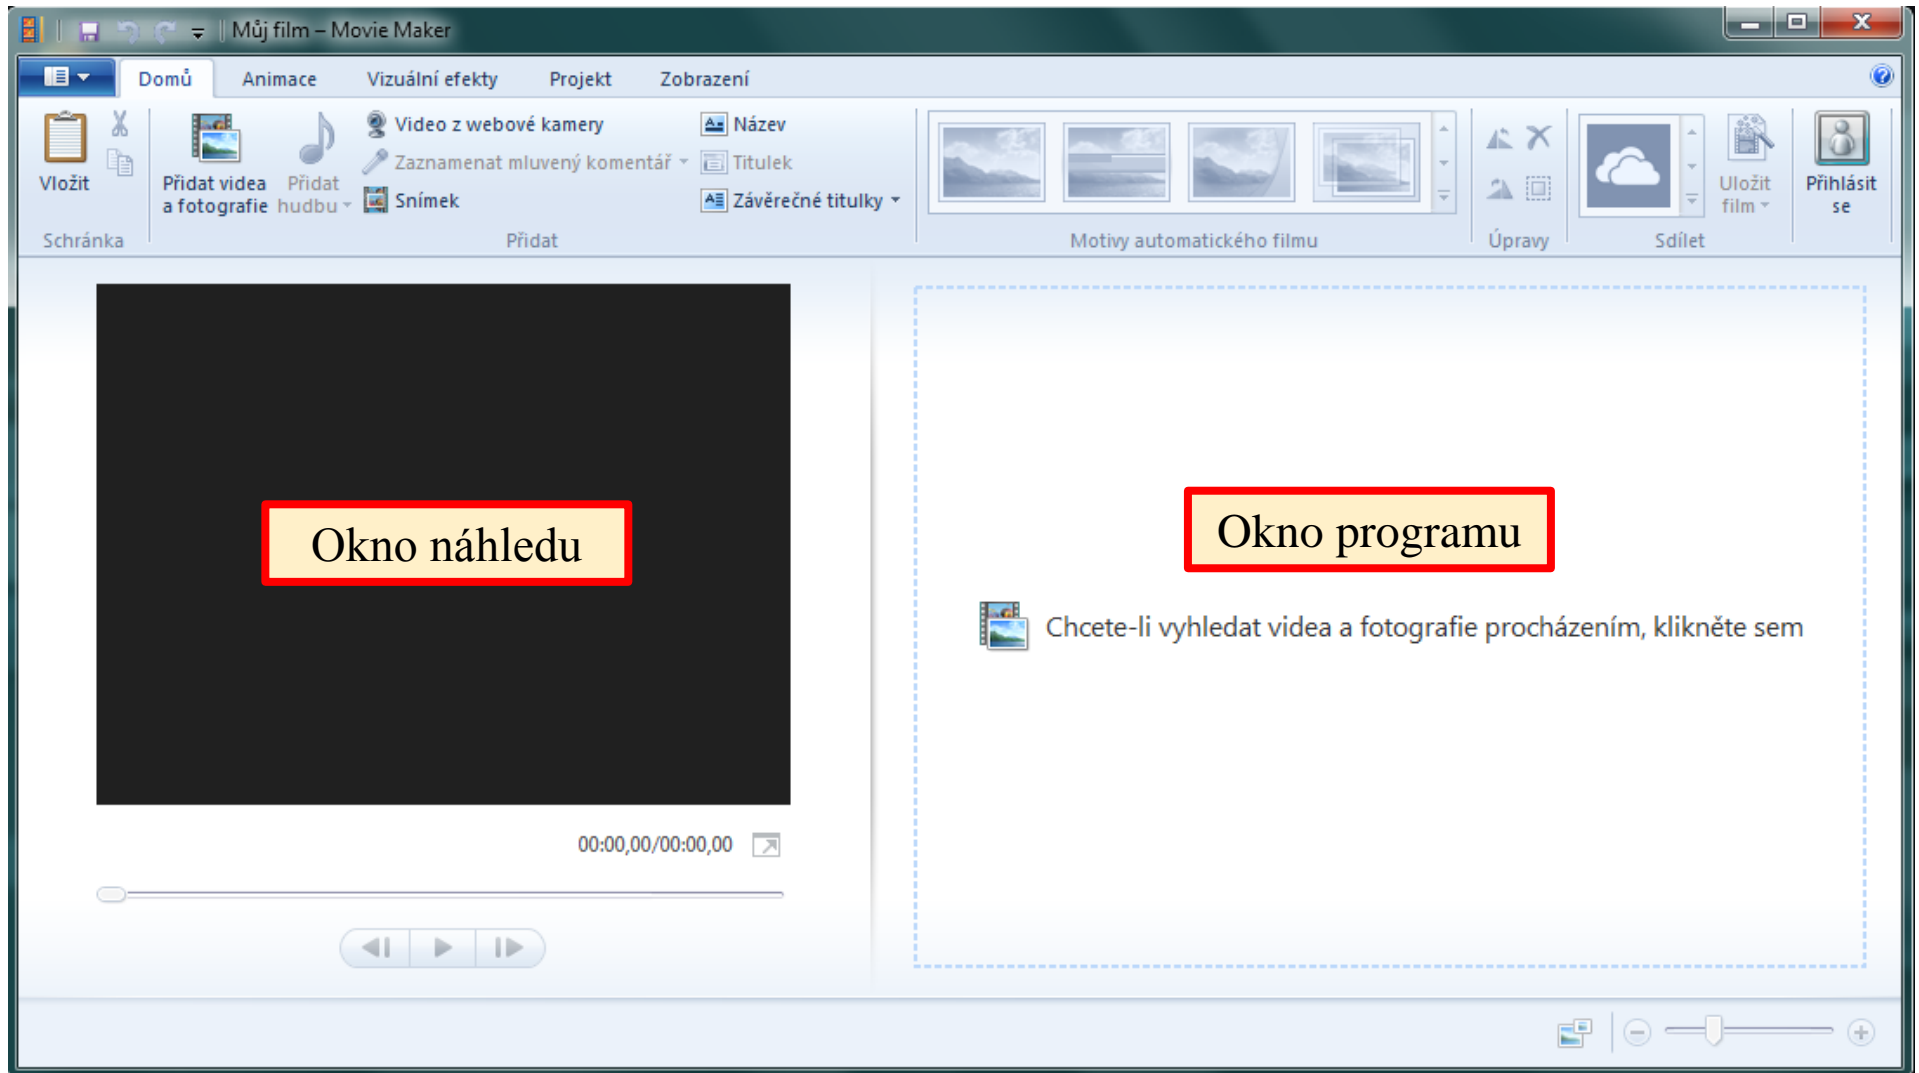 Můj film – Movie Maker
Domů Animace Vizuální efekty Projekt Zobrazení
Vložit
Schránka
Přidat videa
a fotografie
Přidat
hudbu
Video z webové kamery
Zaznamenat mluvený komentář
Snímek
Název
Titulek
Závěrečné titulky
Přidat
Motivy automatického filmu
Úpravy
Uložit
film
Sdílet
Přihlásit
se
Okno náhledu
00:00,00/00:00,00
Okno programu
Chcete-li vyhledat videa a fotografie procházením, klikněte sem